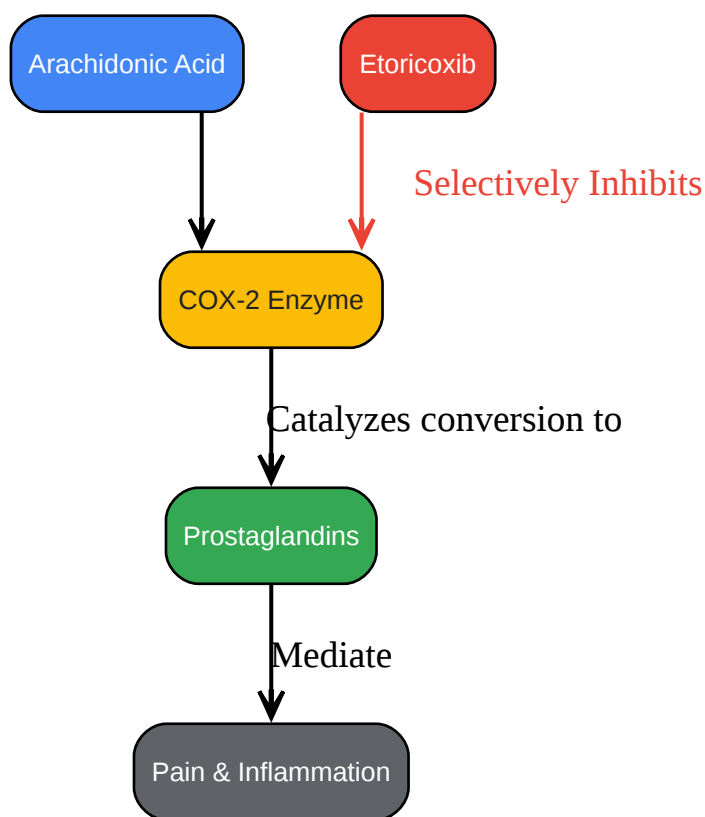 Arachidonic Acid
Etoricoxib
Selectively Inhibits
COX-2 Enzyme
Catalyzes conversion to
Prostaglandins
Mediate
Pain & Inflammation